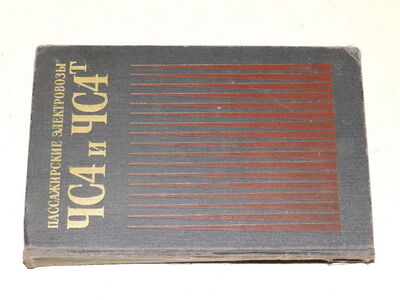 ПАССАЖИРСКИЕ ЭЛЕКТРОВОЗЫ
ЧС4 и ЧС4Т